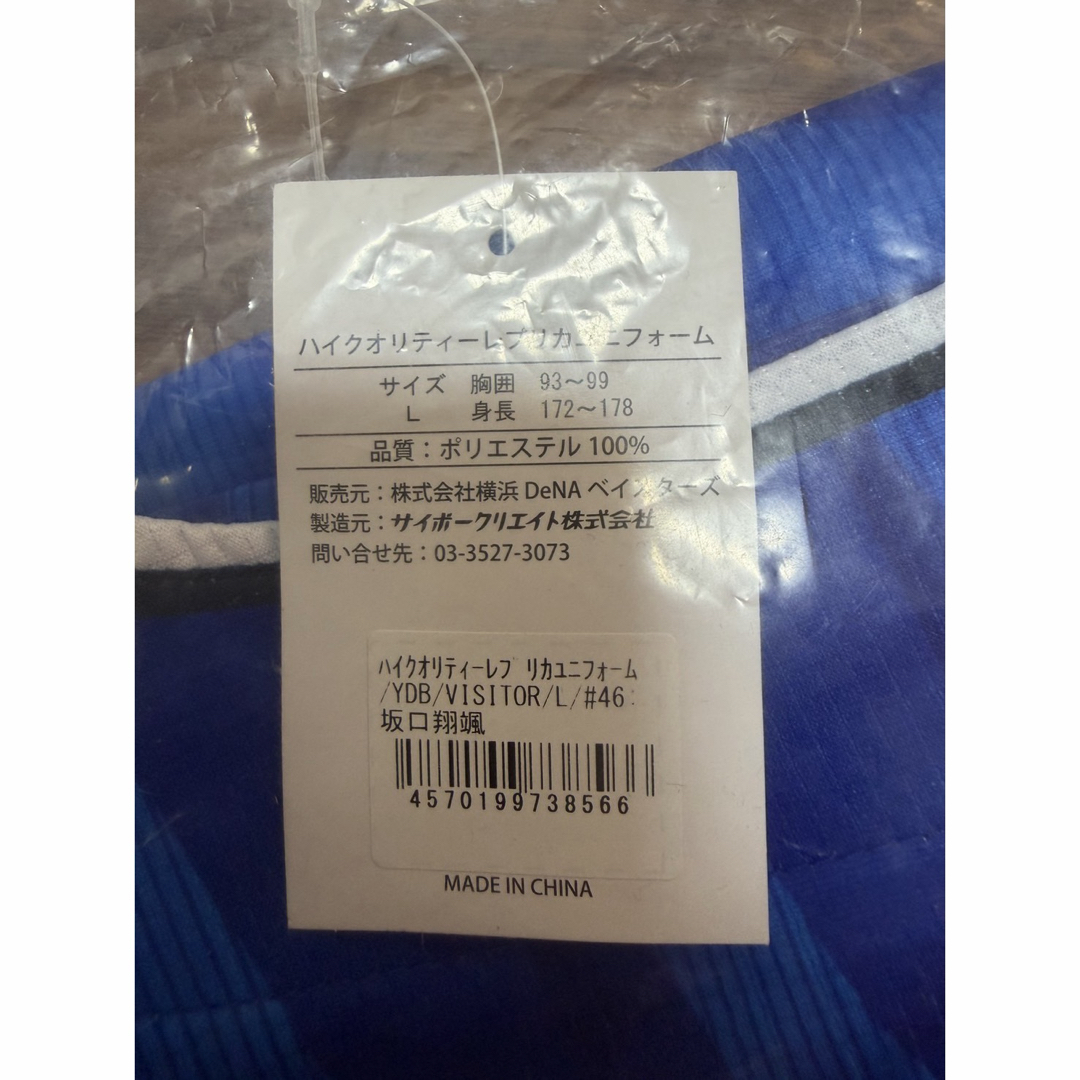 ハイクオリティーレプリカユニフォーム
サイズ 胸囲 93～99
L 身長 172～178
品質：ポリエステル 100%
販売元：株式会社横浜 DeNA ベイスターズ
製造元：サイボークリエイト株式会社
問い合せ先：03-3527-3073
ﾊｲｸｵﾘﾃｨｰﾚﾌﾟﾘｶﾕﾆﾌｫｰﾑ
/YDB/VISITOR/L/#46:
坂口翔颯
4570199738566
MADE IN CHINA